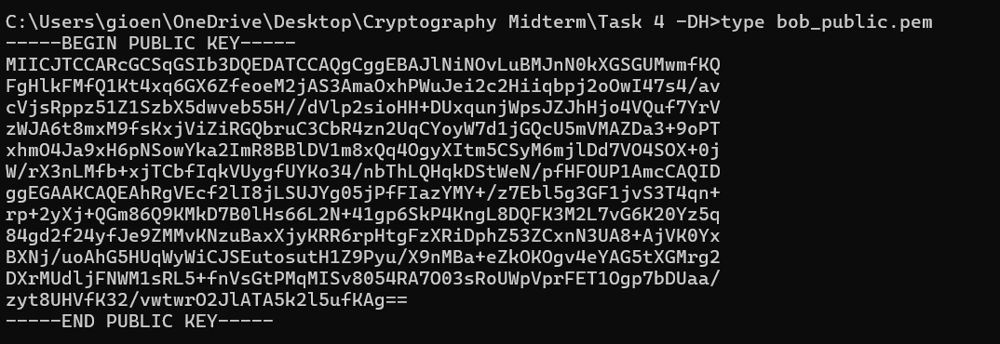 C:\Users\gioen\OneDrive\Desktop\Cryptography Midterm\Task 4 -DH>type bob_public.pem
-----BEGIN PUBLIC KEY-----
MIICJTCCARcGCSqGSIb3DQEDATCCAQgCggEBAJlNiNOvLuBMJnN0kXGSGUMwmfKQ
FgHlkFMfQ1Kt4xq6GX6ZfeoeM2jAS3AmaOxhPWuJei2c2Hiiqbpj2oOwI47s4/av
cVjsRppz51Z1SzbX5dwveb55H//dVlp2sioHH+DUxqunjWpsJZJhHjo4VQuf7YrV
zWJA6t8mxM9fsKxjViZiRGQbruC3CbR4zn2UqCYoyW7d1jGQcU5mVMAZDa3+9oPT
xhmO4Ja9xH6pNSowYka2ImR8BBlDV1m8xQq4OgyXItm5CSyM6mjlDd7VO4SOX+0j
W/rX3nLMfb+xjTCbfIqkVUygfUYKo34/nbThLQHqkDStWeN/pfHFOUP1AmcCAQID
ggEGAAKCAQEAhRgVEcf2lI8jLSUJYg05jPfFIazYMY+/z7Ebl5g3GF1jvS3T4qn+
rp+2yXj+QGm86Q9KMkD7B0lHs66L2N+41gp6SkP4KngL8DQFK3M2L7vG6K20Yz5q
84gd2f24yfJe9ZMMvKNzuBaxXjyKRR6rpHtgFzXRiDphZ53ZCxnN3UA8+AjVK0Yx
BXNj/uoAhG5HUqWyWiCJSEutosutH1Z9Pyu/X9nMBa+eZkOKOgv4eYAG5tXGMrg2
DXrMUdljFNWM1sRL5+fnVsGtPMqMISv8054RA7O03sRoUWpVprFET1Ogp7bDUaa/
zyt8UHVfK32/vwtwrO2JlATA5k2l5ufKAg==
-----END PUBLIC KEY-----